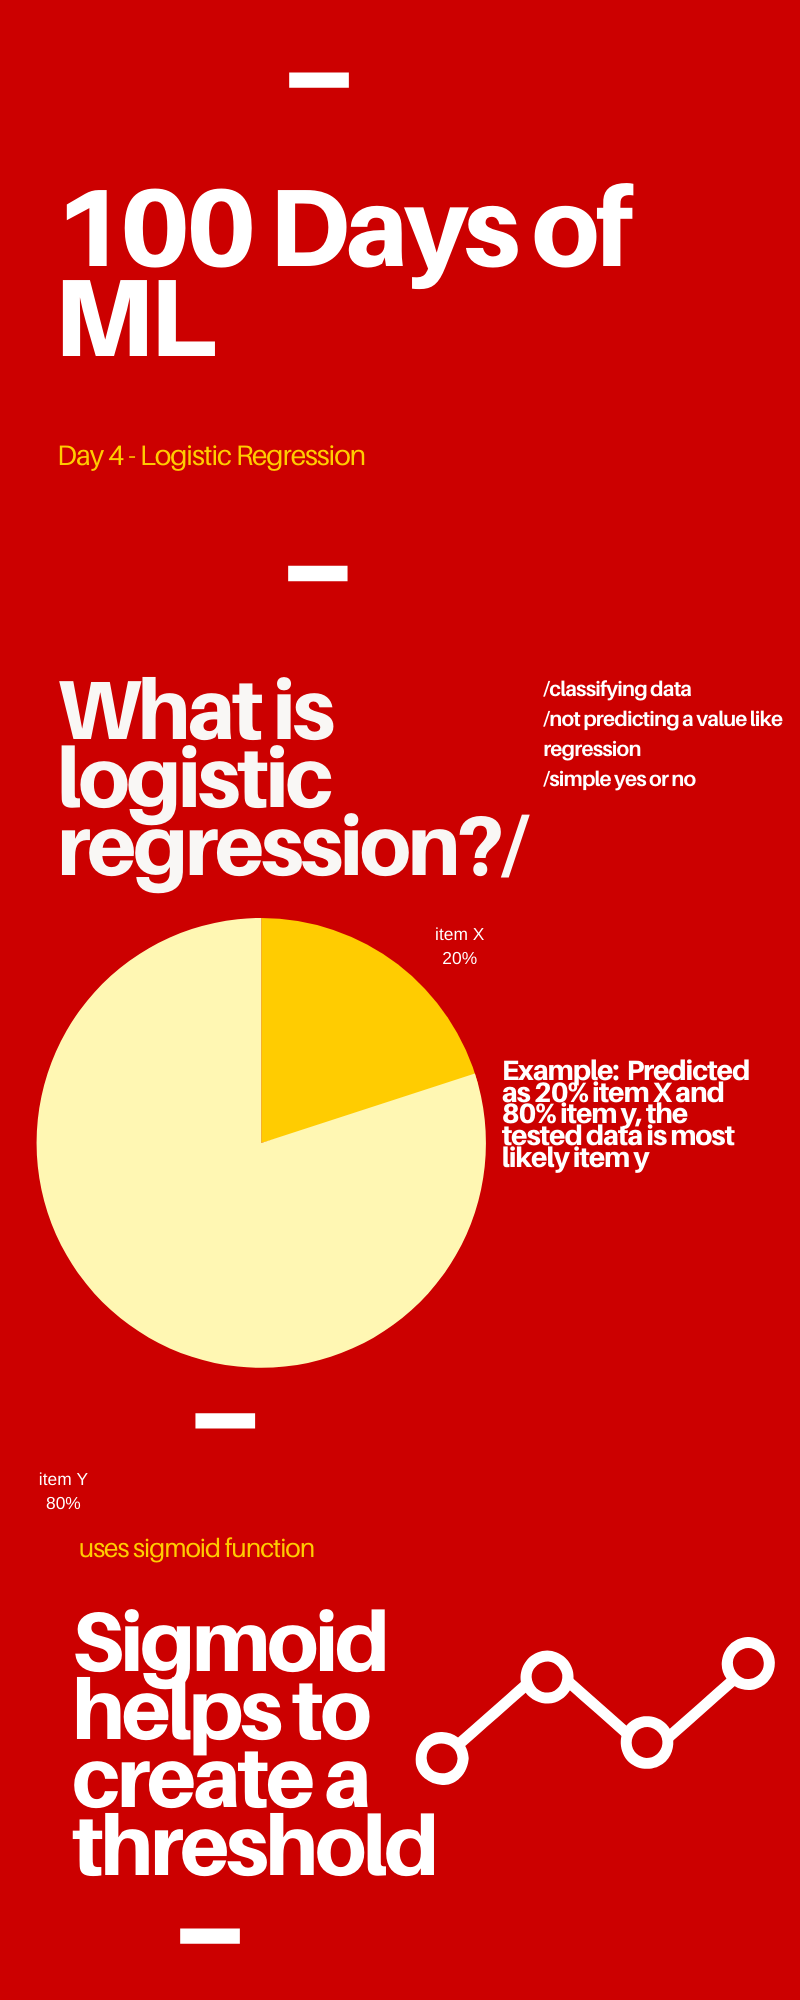 100 Days of
ML
Day 4 - Logistic Regression
What is
logistic
regression?/
/classifying data
/not predicting a value like
regression
/simple yes or no
item X
20%
Example: Predicted
as 20% item X and
80% item y, the
tested data is most
likely item y
item Y
80%
uses sigmoid function
Sigmoid
helps to
create a
threshold